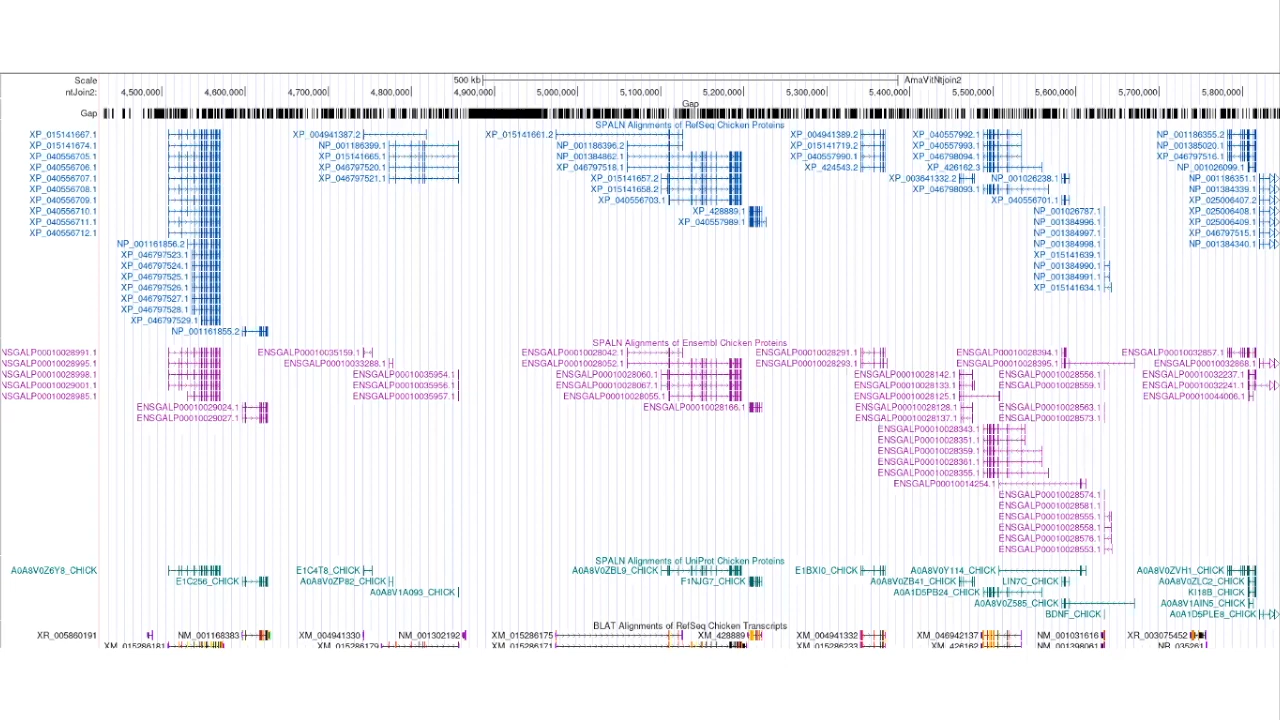 Scale 500 kb AmaVitNtjoin2
ntJoin2: 4,500,000 4,600,000 4,700,000 4,800,000 4,900,000 5,000,000 5,100,000 5,200,000 5,300,000 5,400,000 5,500,000 5,600,000 5,700,000 5,800,000
Gap
Gap
SPALN Alignments of RefSeq Chicken Proteins
XP_015141667.1 XP_004941387.2 XP_015141661.2 XP_004941389.2 XP_040557992.1 NP_001186355.2
XP_015141674.1 NP_001186399.1 NP_001186396.2 XP_015141719.2 XP_040557993.1 NP_001385020.1
XP_040556705.1 XP_015141665.1 NP_001384862.1 XP_040557990.1 XP_046798094.1 XP_046797516.1
XP_040556706.1 XP_046797520.1 XP_046797518.1 XP_424543.2 XP_426162.3 NP_001026099.1
XP_040556707.1 XP_046797521.1 XP_015141657.2 XP_003641332.2 NP_001026238.1 NP_001186351.1
XP_040556708.1 XP_015141658.2 XP_046798093.1 NP_001384339.1
XP_040556709.1 XP_040556703.1 XP_040556701.1 XP_025006407.2
XP_040556710.1 XP_428889.1 NP_001026787.1 XP_025006408.1
XP_040556711.1 XP_040557989.1 NP_001384996.1 XP_025006409.1
XP_040556712.1 NP_001384997.1 XP_046797515.1
NP_001161856.2 NP_001384998.1 NP_001384340.1
XP_046797523.1 XP_015141639.1
XP_046797524.1 NP_001384990.1
XP_046797525.1 NP_001384991.1
XP_046797526.1 XP_015141634.1
XP_046797527.1
XP_046797528.1
XP_046797529.1
NP_001161855.2
SPALN Alignments of Ensembl Chicken Proteins
NSGALP00010028991.1 ENSGALP00010035159.1 ENSGALP00010028042.1 ENSGALP00010028291.1 ENSGALP00010028394.1 ENSGALP00010032857.1
NSGALP00010028995.1 ENSGALP00010033288.1 ENSGALP00010028052.1 ENSGALP00010028293.1 ENSGALP00010028395.1 ENSGALP00010032868.1
NSGALP00010028998.1 ENSGALP00010035954.1 ENSGALP00010028060.1 ENSGALP00010028142.1 ENSGALP00010028556.1 ENSGALP00010032237.1
NSGALP00010029001.1 ENSGALP00010035956.1 ENSGALP00010028067.1 ENSGALP00010028133.1 ENSGALP00010028559.1 ENSGALP00010032241.1
NSGALP00010028985.1 ENSGALP00010035957.1 ENSGALP00010028055.1 ENSGALP00010028125.1 ENSGALP00010044006.1
ENSGALP00010029024.1 ENSGALP00010028166.1 ENSGALP00010028128.1 ENSGALP00010028563.1
ENSGALP00010029027.1 ENSGALP00010028137.1 ENSGALP00010028573.1
ENSGALP00010028343.1
ENSGALP00010028351.1
ENSGALP00010028359.1
ENSGALP00010028361.1
ENSGALP00010028355.1
ENSGALP00010014254.1
ENSGALP00010028574.1
ENSGALP00010028581.1
ENSGALP00010028555.1
ENSGALP00010028558.1
ENSGALP00010028576.1
ENSGALP00010028553.1
SPALN Alignments of UniProt Chicken Proteins
A0A8V0Z6Y8_CHICK E1C4T8_CHICK A0A8V0ZBL9_CHICK E1BXI0_CHICK A0A8V0Y114_CHICK A0A8V0ZVH1_CHICK
E1C256_CHICK A0A8V0ZP82_CHICK F1NJG7_CHICK A0A8V0ZB41_CHICK LIN7C_CHICK A0A8V0ZLC2_CHICK
A0A8V1A093_CHICK A0A1D5PB24_CHICK KI18B_CHICK
A0A8V0Z585_CHICK A0A8V1AIN5_CHICK
BDNF_CHICK A0A1D5PLE8_CHICK
BLAT Alignments of RefSeq Chicken Transcripts
XR_005860191 NM_001168383 XM_004941330 NM_001302192 XM_015286175 XM_428889 XM_004941332 XM_046942137 NM_001031616 XR_003075452
XM_015286181 XM_015286179 XM_015286171 XM_015286233 XM_426162 NM_001398061 NR_035261